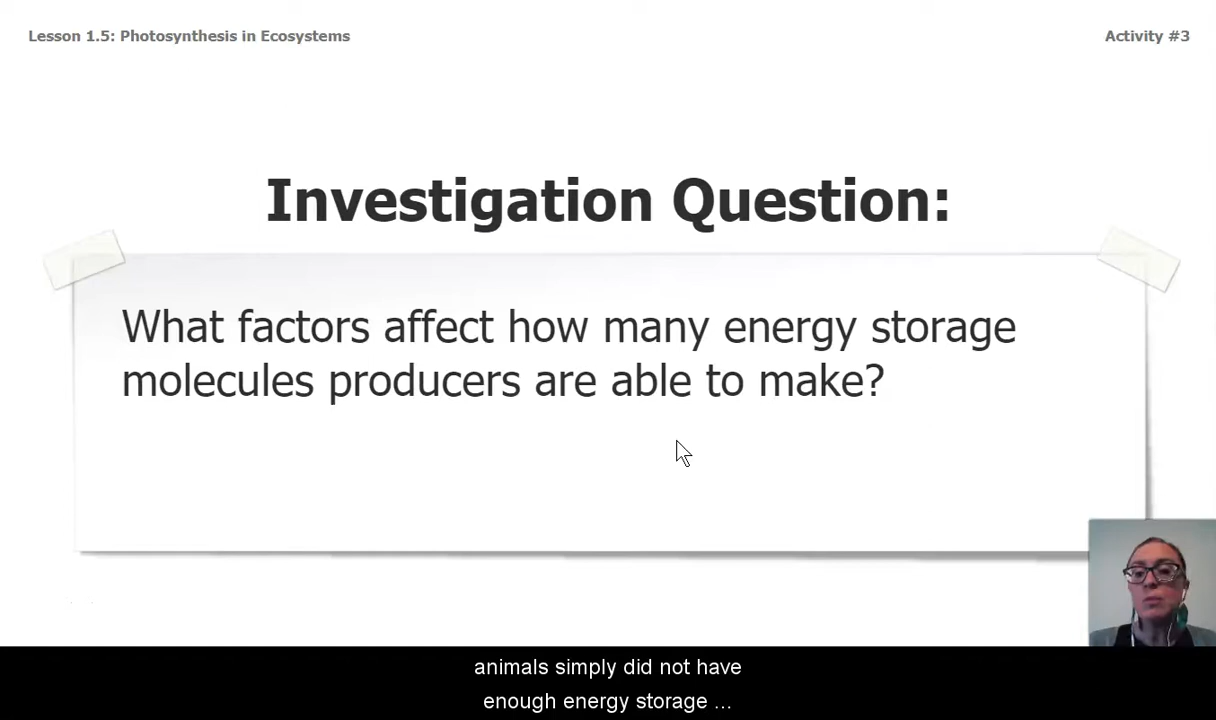 Lesson 1.5: Photosynthesis in Ecosystems
Activity #3
Investigation Question:
What factors affect how many energy storage
molecules producers are able to make?
animals simply did not have
enough energy storage ...